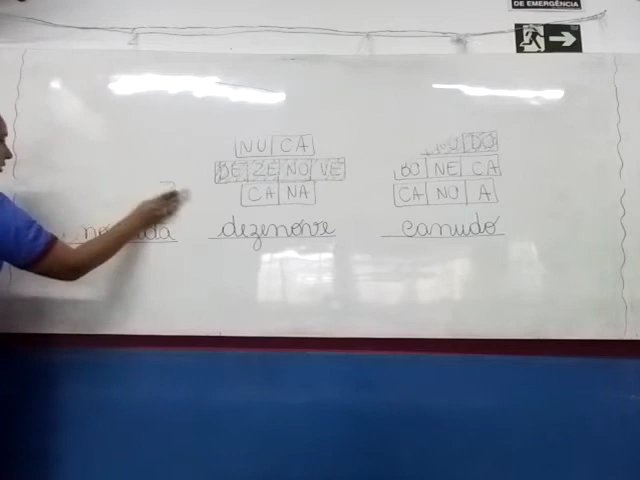 DE EMERGÊNCIA
NU CA
DE ZE NO VE
CA NA
dezenove
DO
BO NE CA
CA NO A
canudo